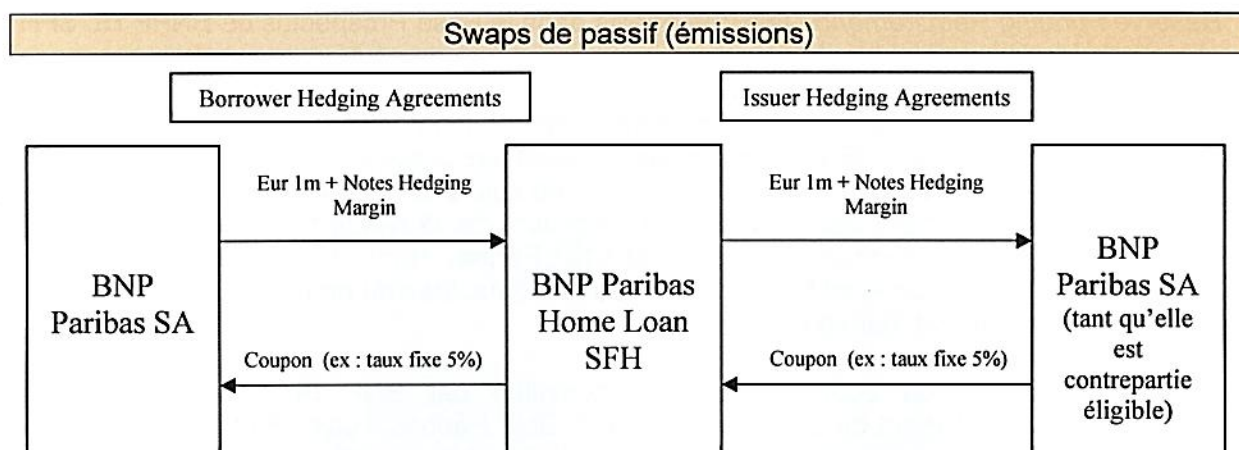 Swaps de passif (émissions)
Borrower Hedging Agreements
Issuer Hedging Agreements
BNP
Paribas SA
Eur 1m + Notes Hedging
Margin
Coupon (ex : taux fixe 5%)
BNP Paribas
Home Loan
SFH
Eur 1m + Notes Hedging
Margin
Coupon (ex : taux fixe 5%)
BNP
Paribas SA
(tant qu'elle
est
contrepartie
éligible)